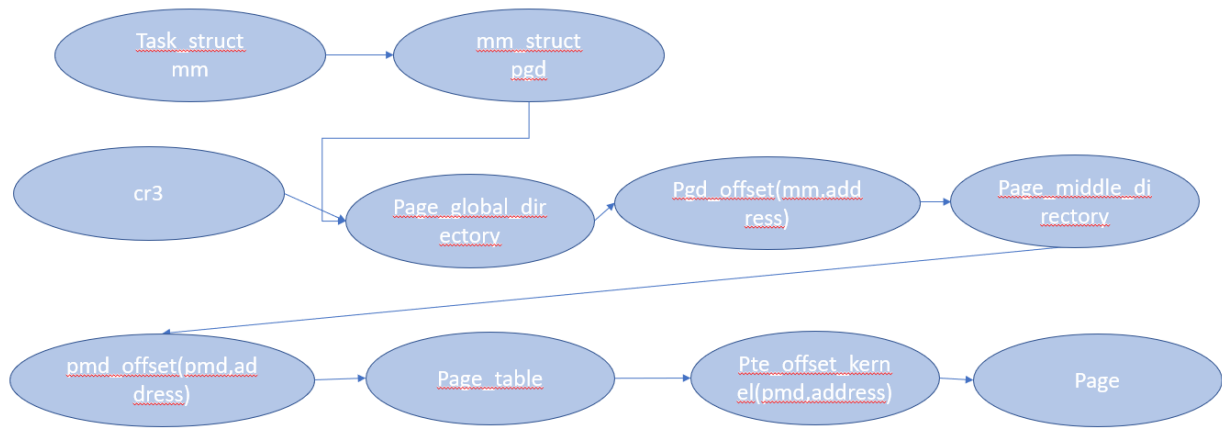 Task_struct
mm
mm_struct
pgd
cr3
Page_global_dir
ectory
Pgd_offset(mm,add
ress)
Page_middle_di
rectory
pmd_offset(pmd,ad
dress)
Page_table
Pte_offset_kern
el(pmd,address)
Page